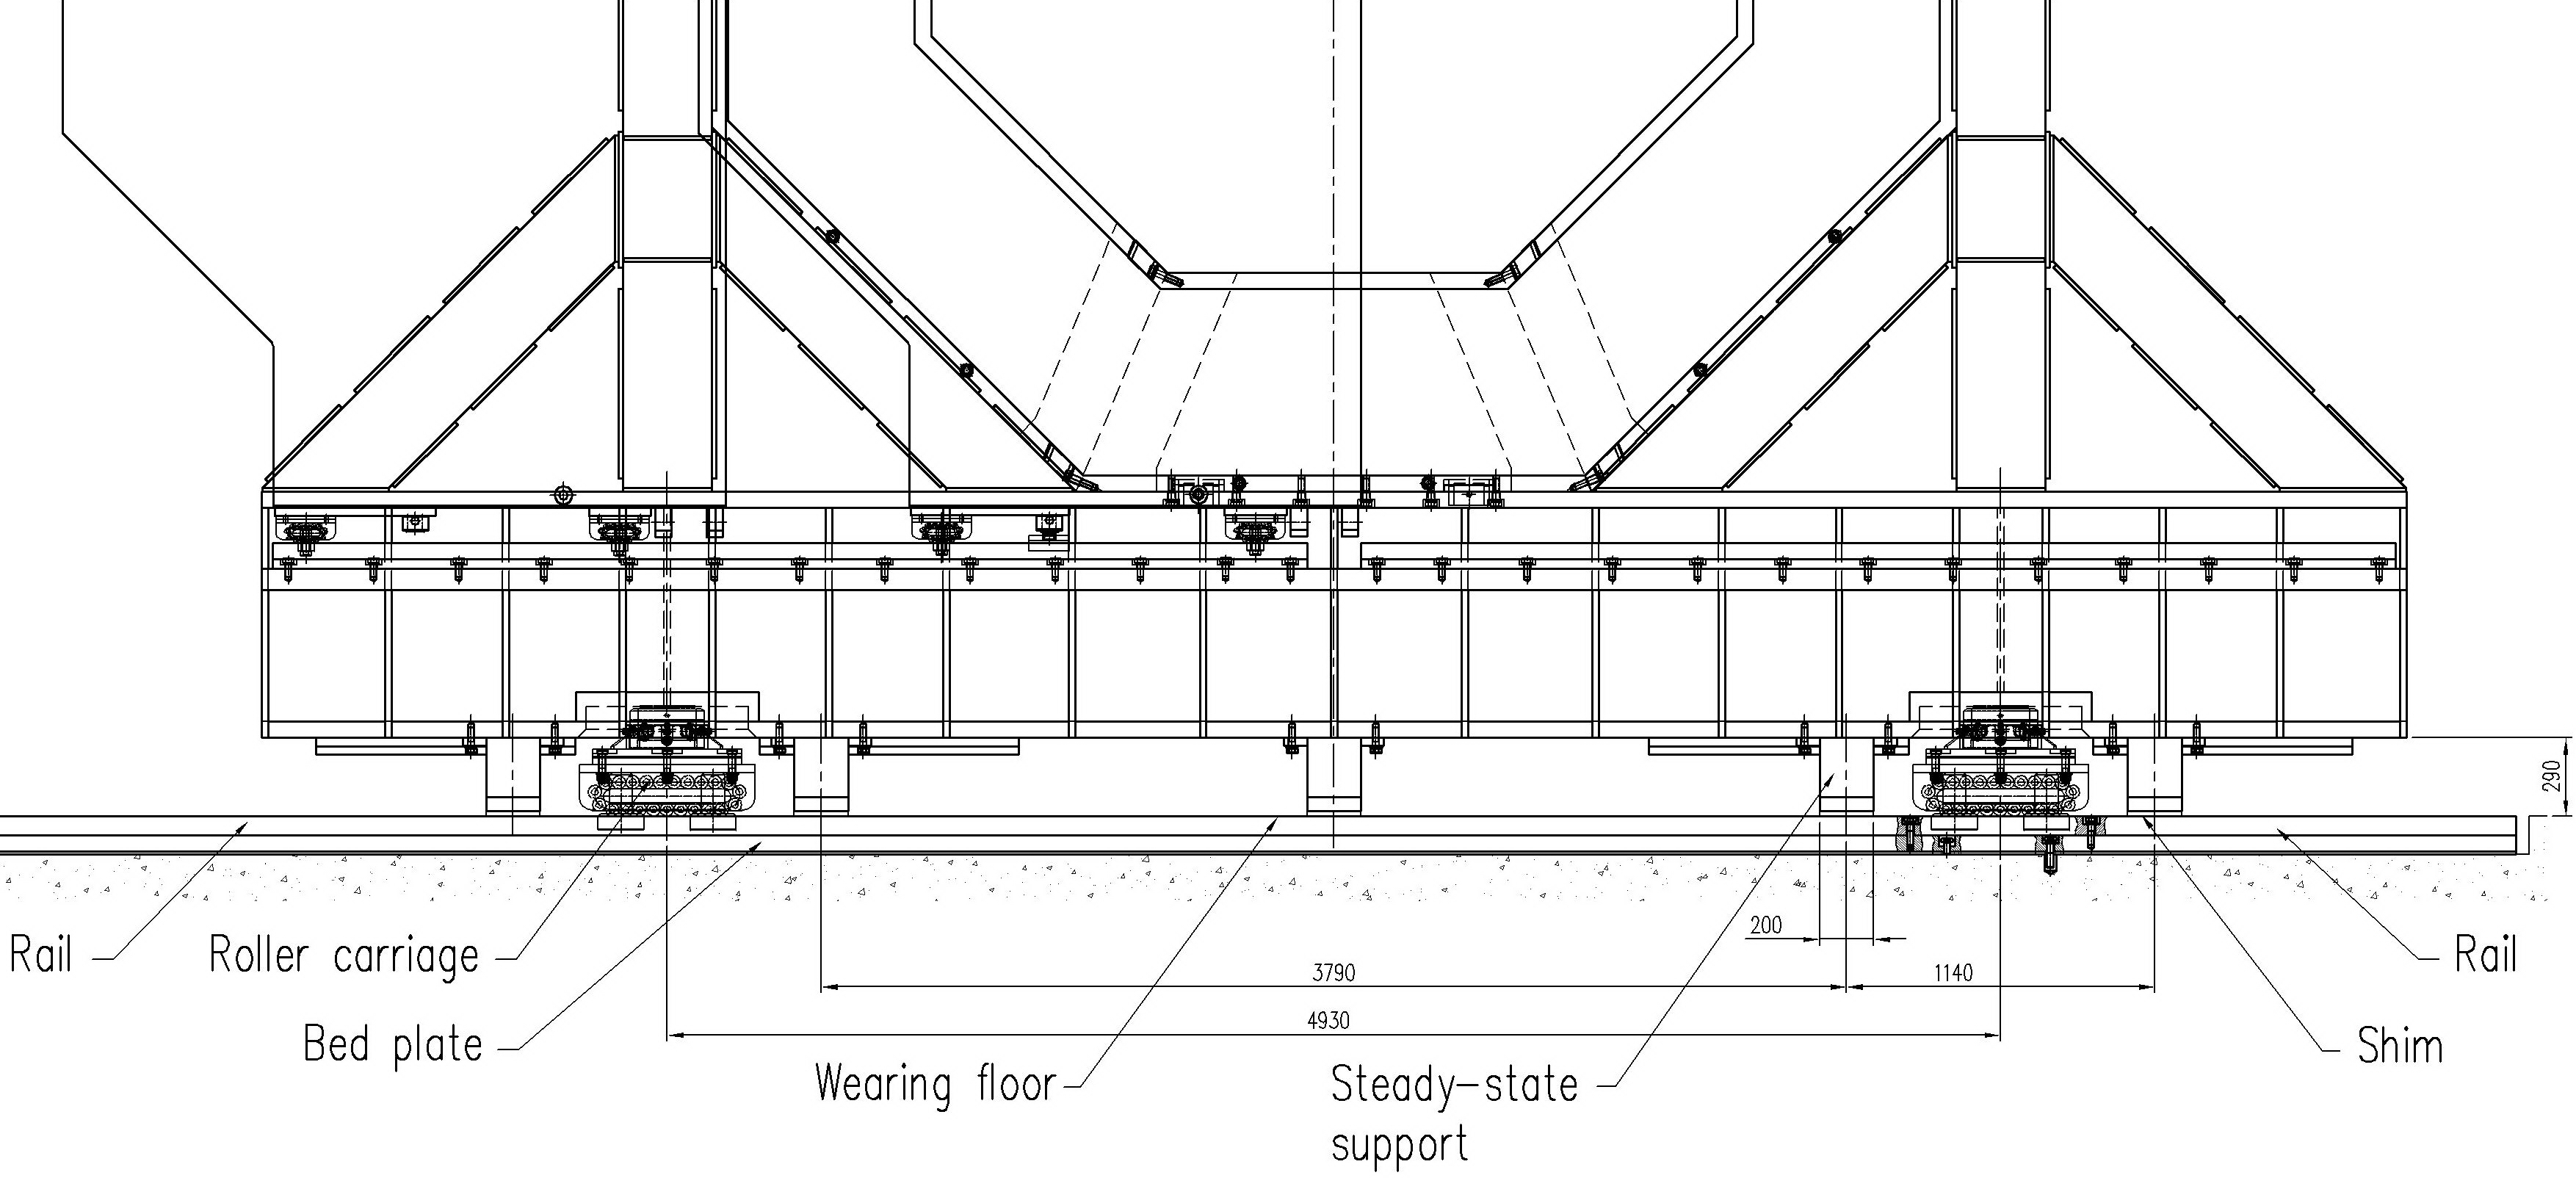 290
200
Rail
Roller carriage
3790
1140
Rail
4930
Bed plate
Shim
Wearing floor
Steady-state
support